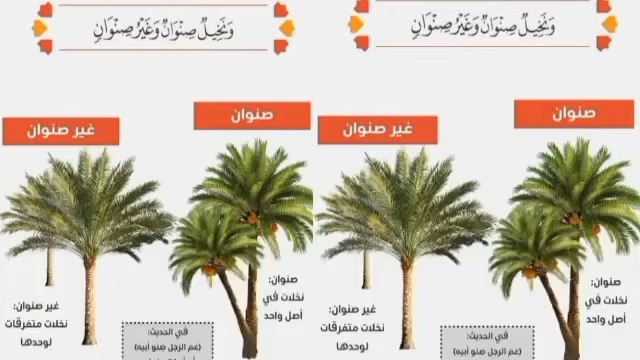 وَنَخِيلٌ صِنْوَانٌ وَغَيْرُ صِنْوَانٍ
صنوان
غير صنوان
صنوان:
نخلات في
أصل واحد
غير صنوان:
نخلات متفرقات
لوحدها
في الحديث:
(عم الرجل صنو أبيه)
وَنَخِيلٌ صِنْوَانٌ وَغَيْرُ صِنْوَانٍ
صنوان
غير صنوان
صنوان:
نخلات في
أصل واحد
غير صنوان:
نخلات متفرقات
لوحدها
في الحديث:
(عم الرجل صنو أبيه)